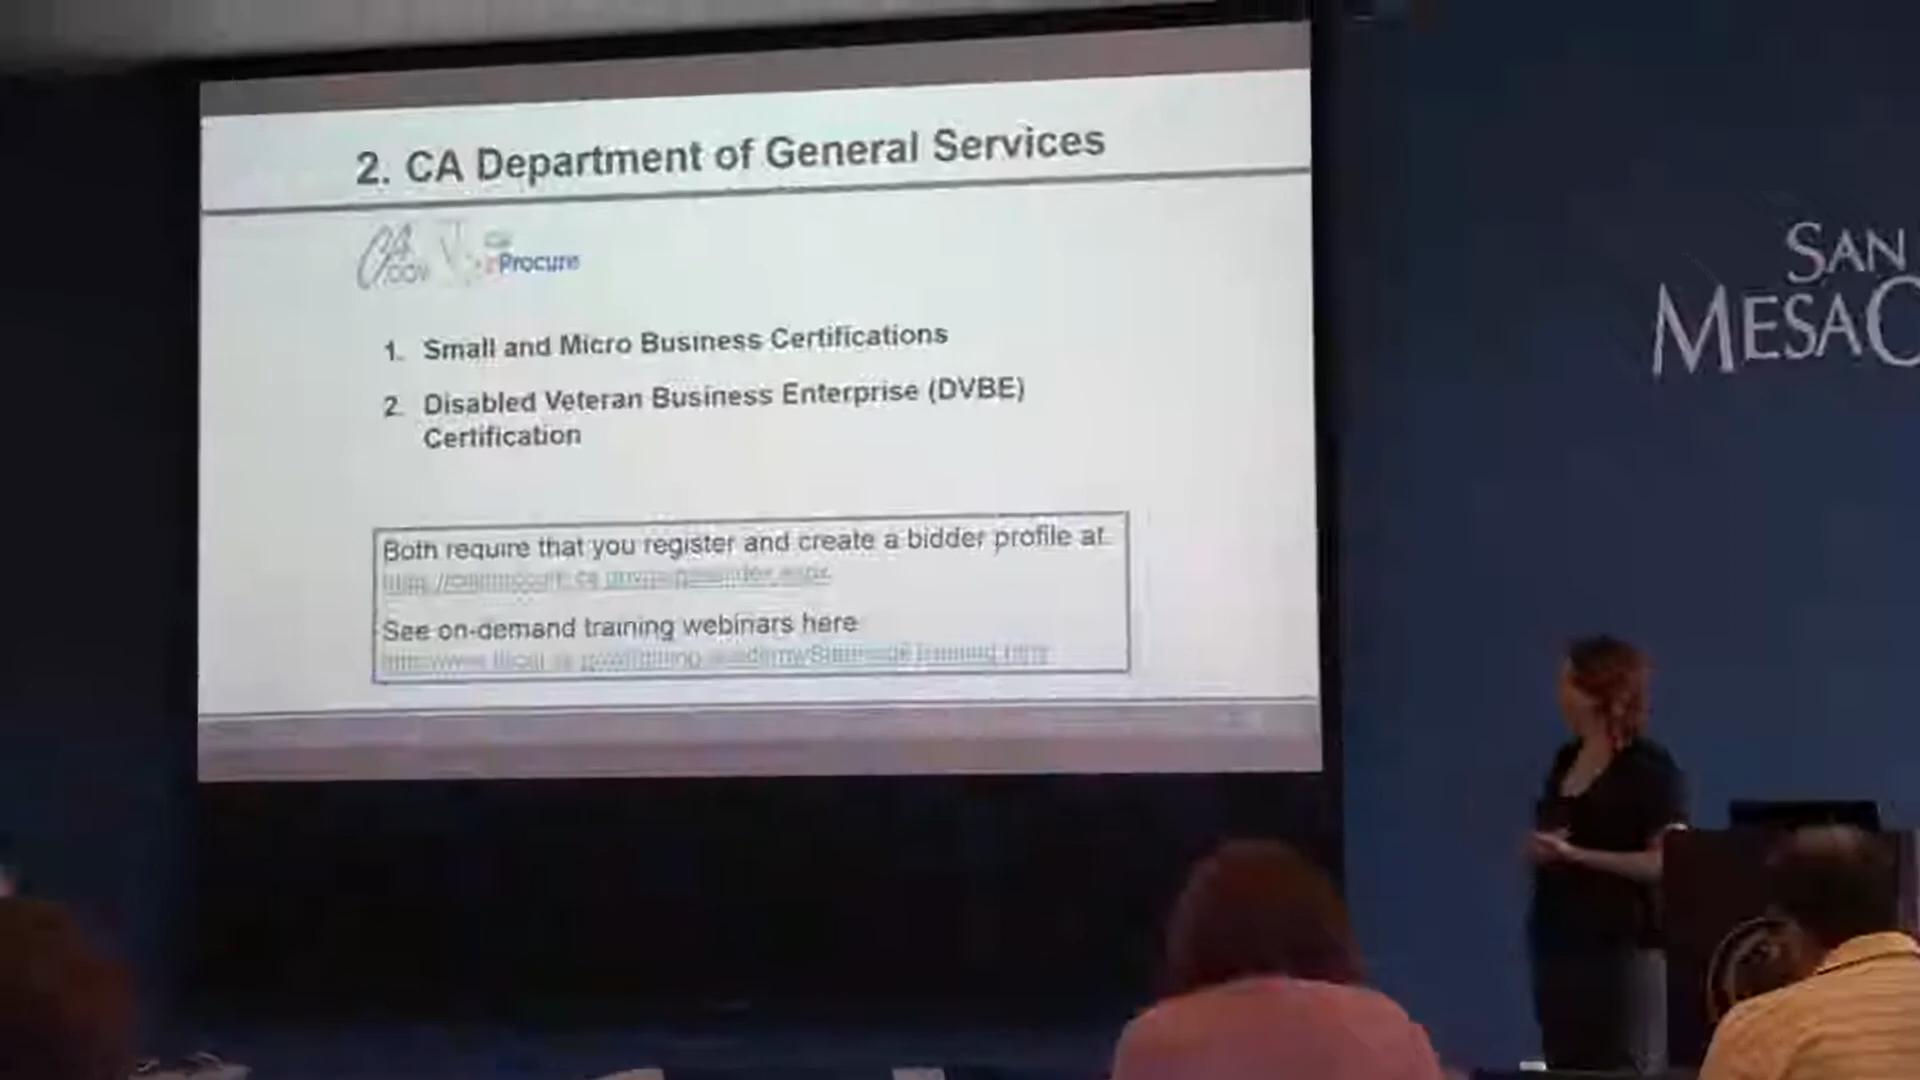 2. CA Department of General Services
CA
.GOV
Procure
1. Small and Micro Business Certifications
2. Disabled Veteran Business Enterprise (DVBE)
Certification
Both require that you register and create a bidder profile at
See on-demand training webinars here
SAN
MESA C